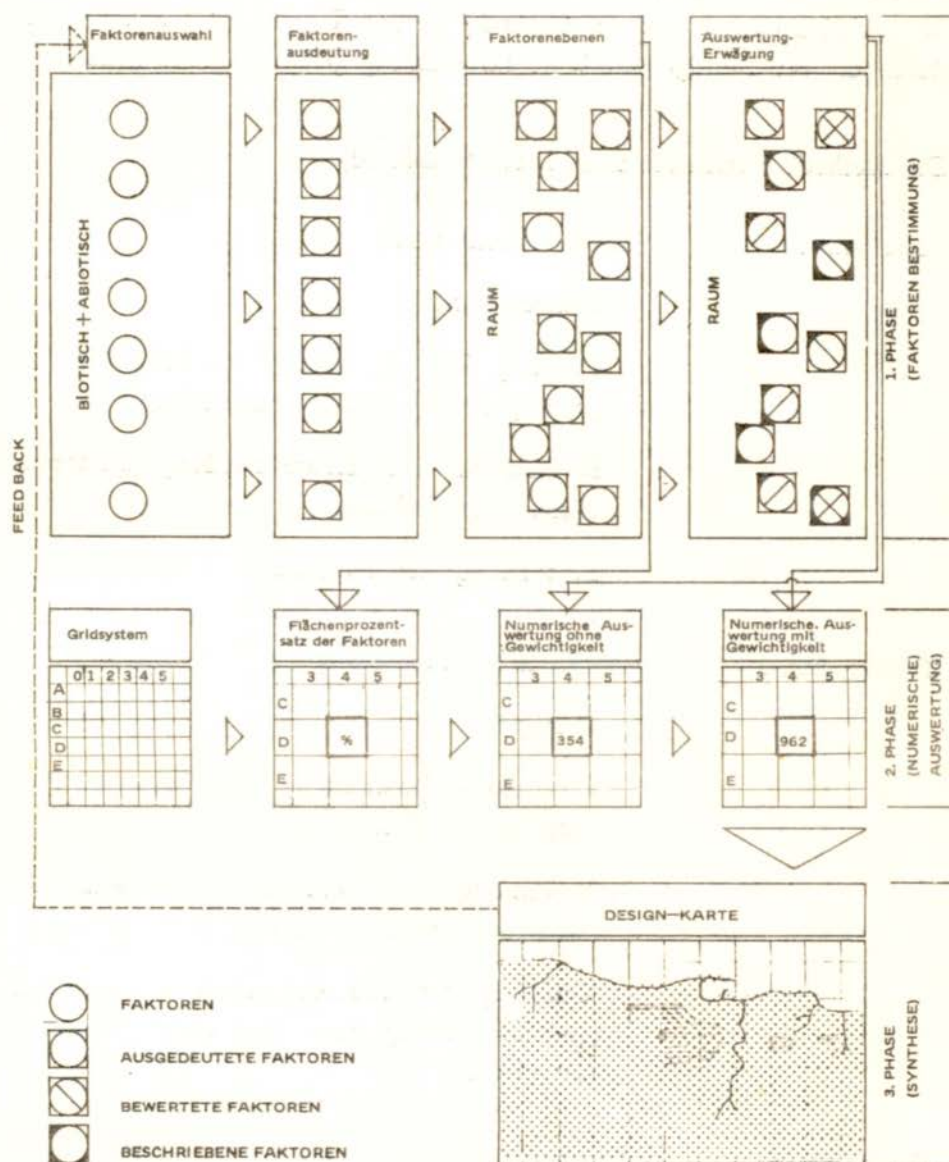 Faktorenauswahl
Faktoren-
ausdeutung
Faktorenebenen
Auswertung-
Erwägung
BIOTISCH + ABIOTISCH
RAUM
RAUM
1. PHASE
(FAKTOREN BESTIMMUNG)
FEED BACK
Gridsystem
Flächenprozent-
satz der Faktoren
Numerische Aus-
wertung ohne
Gewichtigkeit
Numerische. Aus-
wertung mit
Gewichtigkeit
0 1 2 3 4 5
A
B
C
D
E
3 4 5
C
D %
E
3 4 5
C
D 354
E
3 4 5
C
D 962
E
2. PHASE
(NUMERISCHE)
AUSWERTUNG
DESIGN-KARTE
3. PHASE
(SYNTHESE)
FAKTOREN
AUSGEDEUTETE FAKTOREN
BEWERTETE FAKTOREN
BESCHRIEBENE FAKTOREN